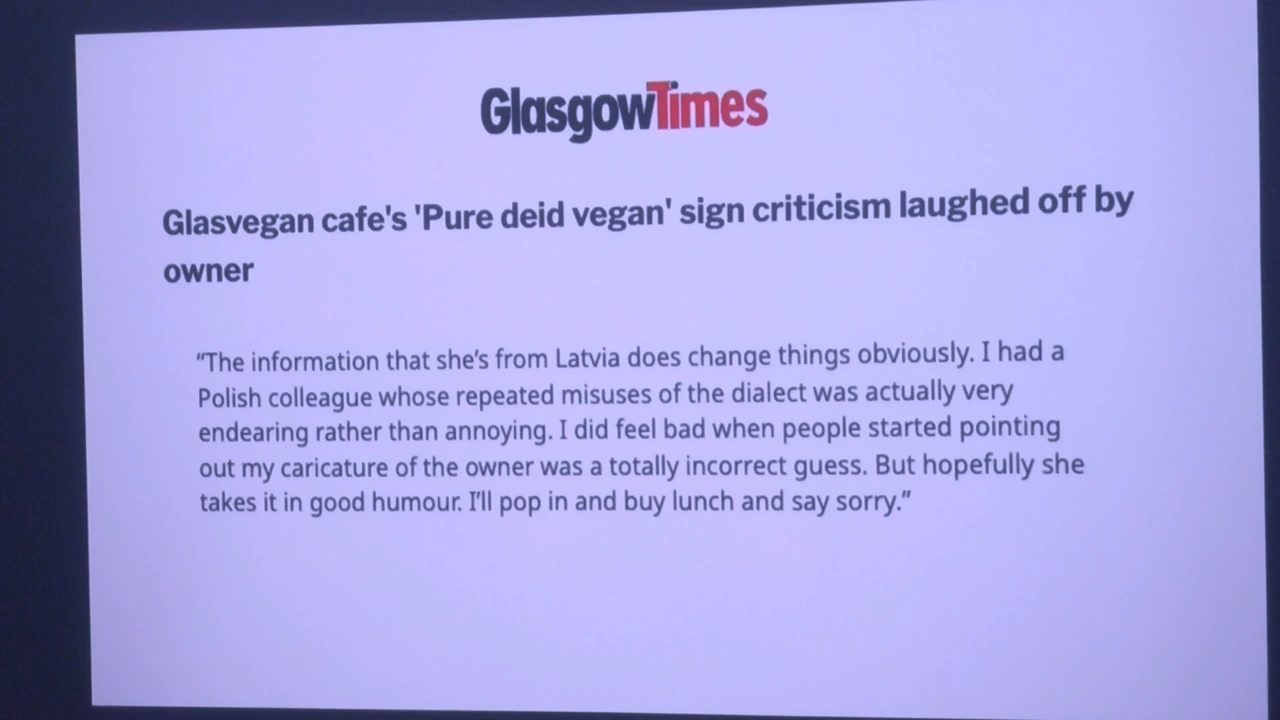 GlasgowTimes
Glasvegan cafe's 'Pure deid vegan' sign criticism laughed off by
owner
“The information that she’s from Latvia does change things obviously. I had a
Polish colleague whose repeated misuses of the dialect was actually very
endearing rather than annoying. I did feel bad when people started pointing
out my caricature of the owner was a totally incorrect guess. But hopefully she
takes it in good humour. I’ll pop in and buy lunch and say sorry.”